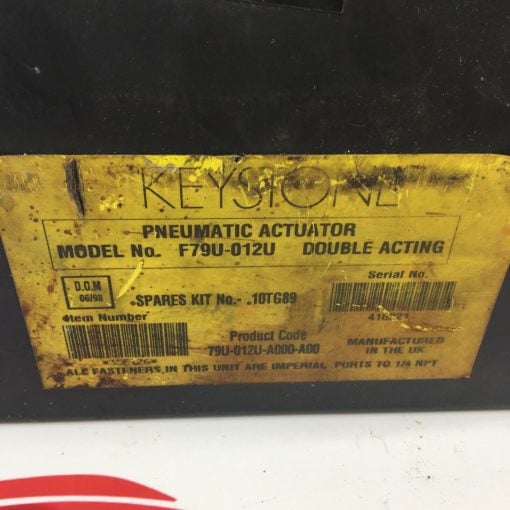 KEYSTONE
PNEUMATIC ACTUATOR
MODEL No. F79U-012U DOUBLE ACTING
Serial No.
D.O.M
06/98
SPARES KIT No:- .10TG89
Item Number
Product Code
79U-012U-A000-A00
MANUFACTURED
IN THE UK
ALL FASTENERS IN THIS UNIT ARE IMPERIAL PORTS TO 1/4 NPT